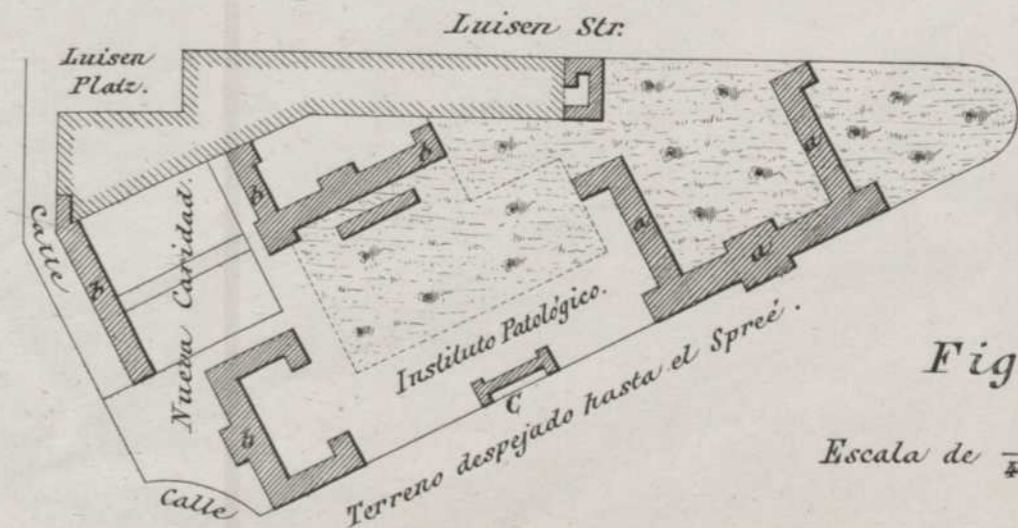 Luisen Str.
Luisen
Platz.
Calle
Nueva Caridad.
b
b
b
b
a
a
a
Instituto Patológico.
C
Terreno despejado hasta el Spreé.
Calle
Fig
Escala de